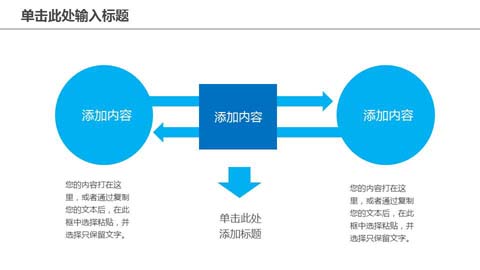 单击此处输入标题
添加内容
添加内容
添加内容
您的内容打在这
里，或者通过复制
您的文本后，在此
框中选择粘贴，并
选择只保留文字。
单击此处
添加标题
您的内容打在这
里，或者通过复制
您的文本后，在此
框中选择粘贴，并
选择只保留文字。